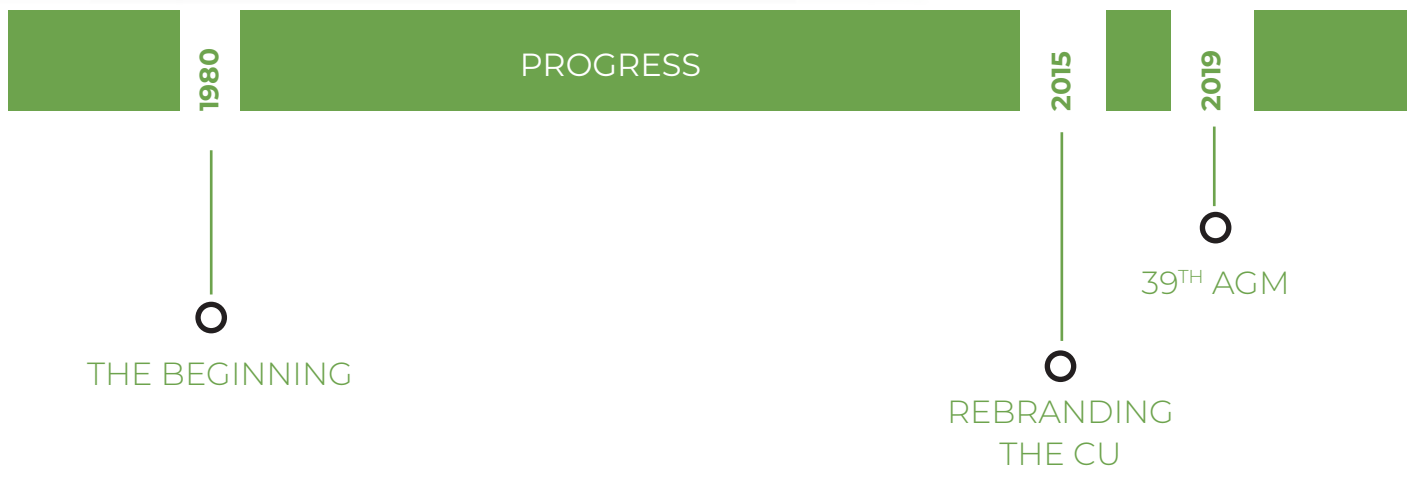 1980
PROGRESS
2015
2019
39TH AGM
THE BEGINNING
REBRANDING
THE CU